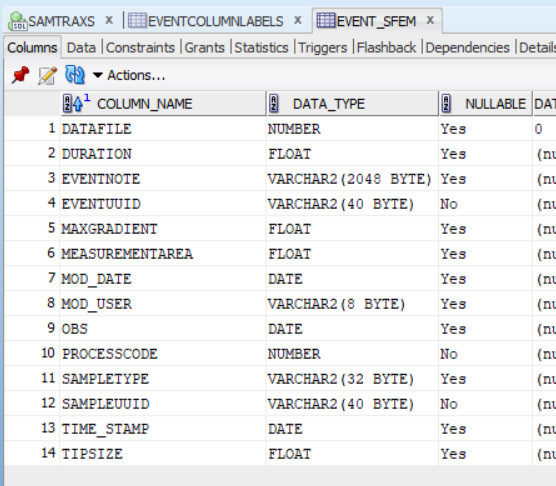 SAMTRAXS x EVENTCOLUMNLABELS x EVENT_SFEM x
Columns Data Constraints Grants Statistics Triggers Flashback Dependencies Details
Actions...
COLUMN_NAME DATA_TYPE NULLABLE DAT
1 DATAFILE NUMBER Yes 0
2 DURATION FLOAT Yes (nu
3 EVENTNOTE VARCHAR2(2048 BYTE) Yes (nu
4 EVENTUUID VARCHAR2(40 BYTE) No (nu
5 MAXGRADIENT FLOAT Yes (nu
6 MEASUREMENTAREA FLOAT Yes (nu
7 MOD_DATE DATE Yes (nu
8 MOD_USER VARCHAR2(8 BYTE) Yes (nu
9 OBS DATE Yes (nu
10 PROCESSCODE NUMBER No (nu
11 SAMPLETYPE VARCHAR2(32 BYTE) Yes (nu
12 SAMPLEUUID VARCHAR2(40 BYTE) No (nu
13 TIME_STAMP DATE Yes (nu
14 TIPSIZE FLOAT Yes (nu